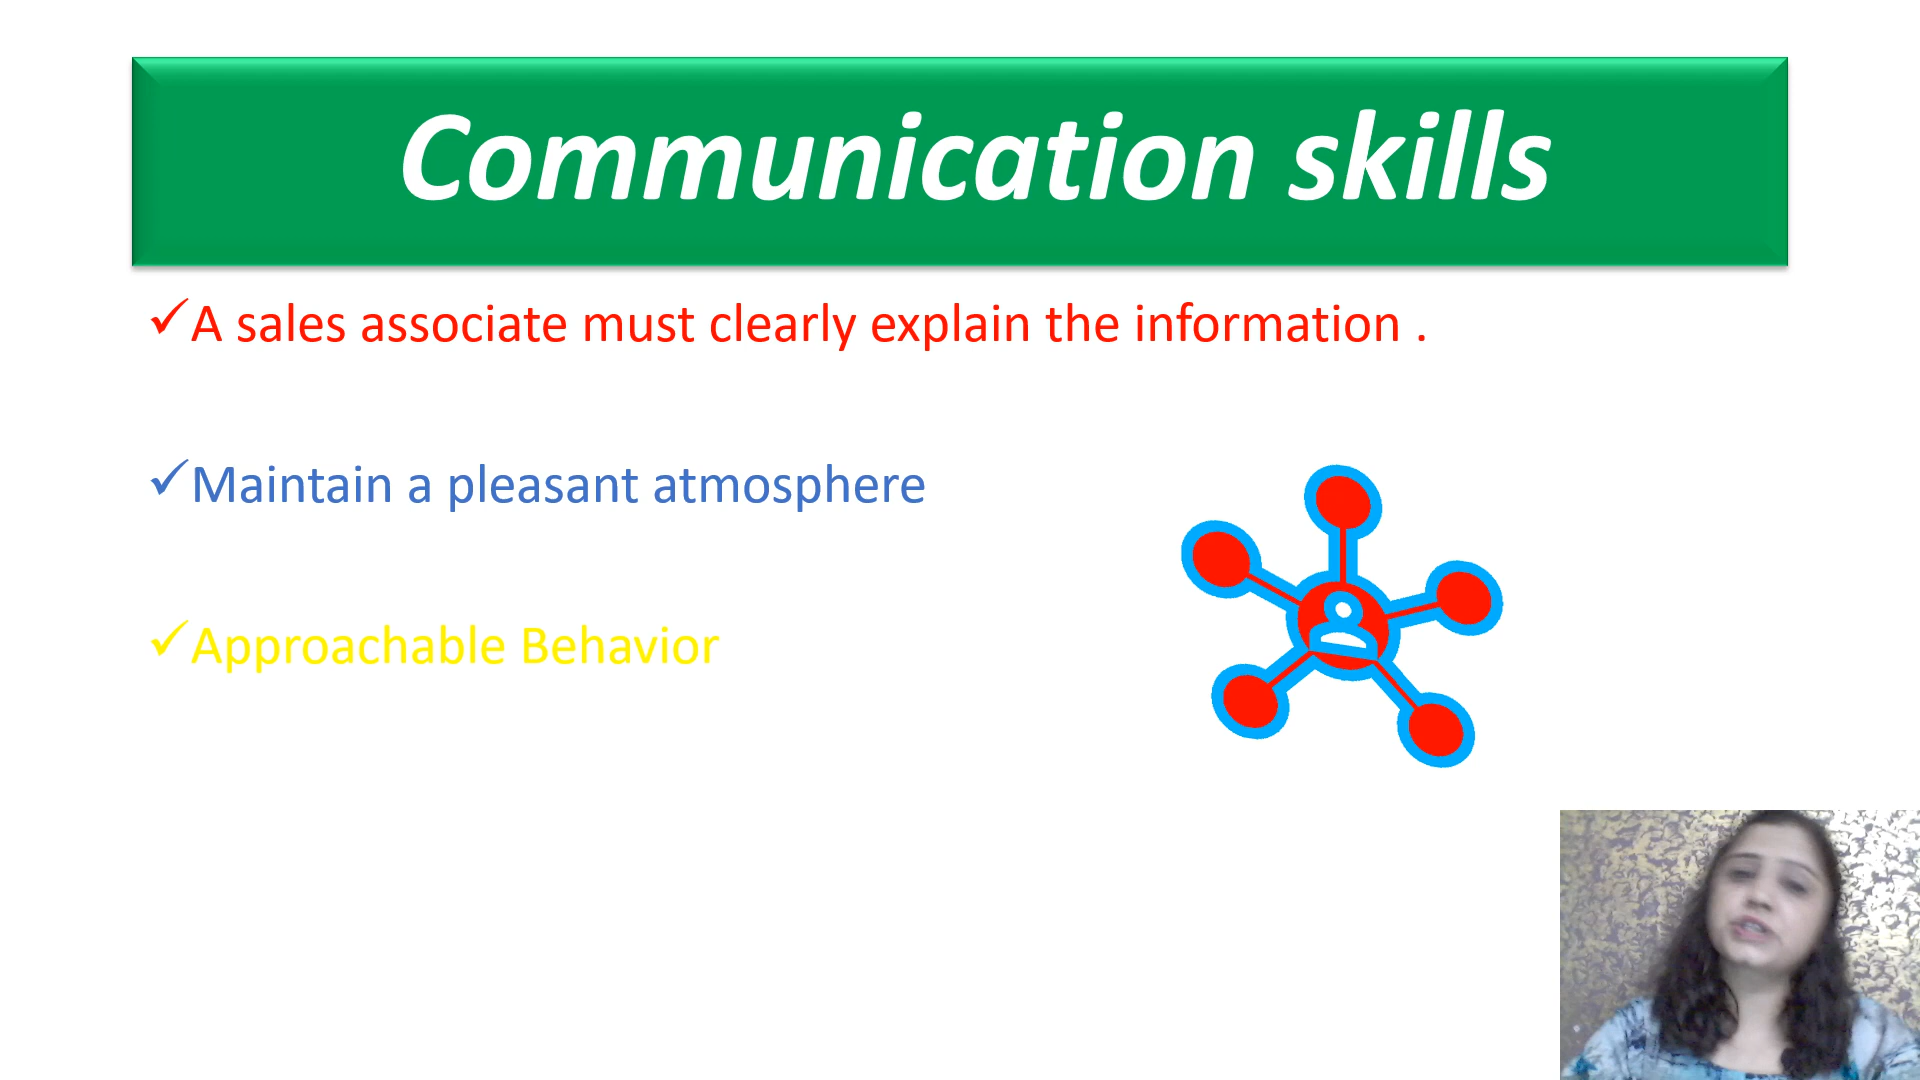 Communication skills
✓A sales associate must clearly explain the information .
✓Maintain a pleasant atmosphere
✓Approachable Behavior